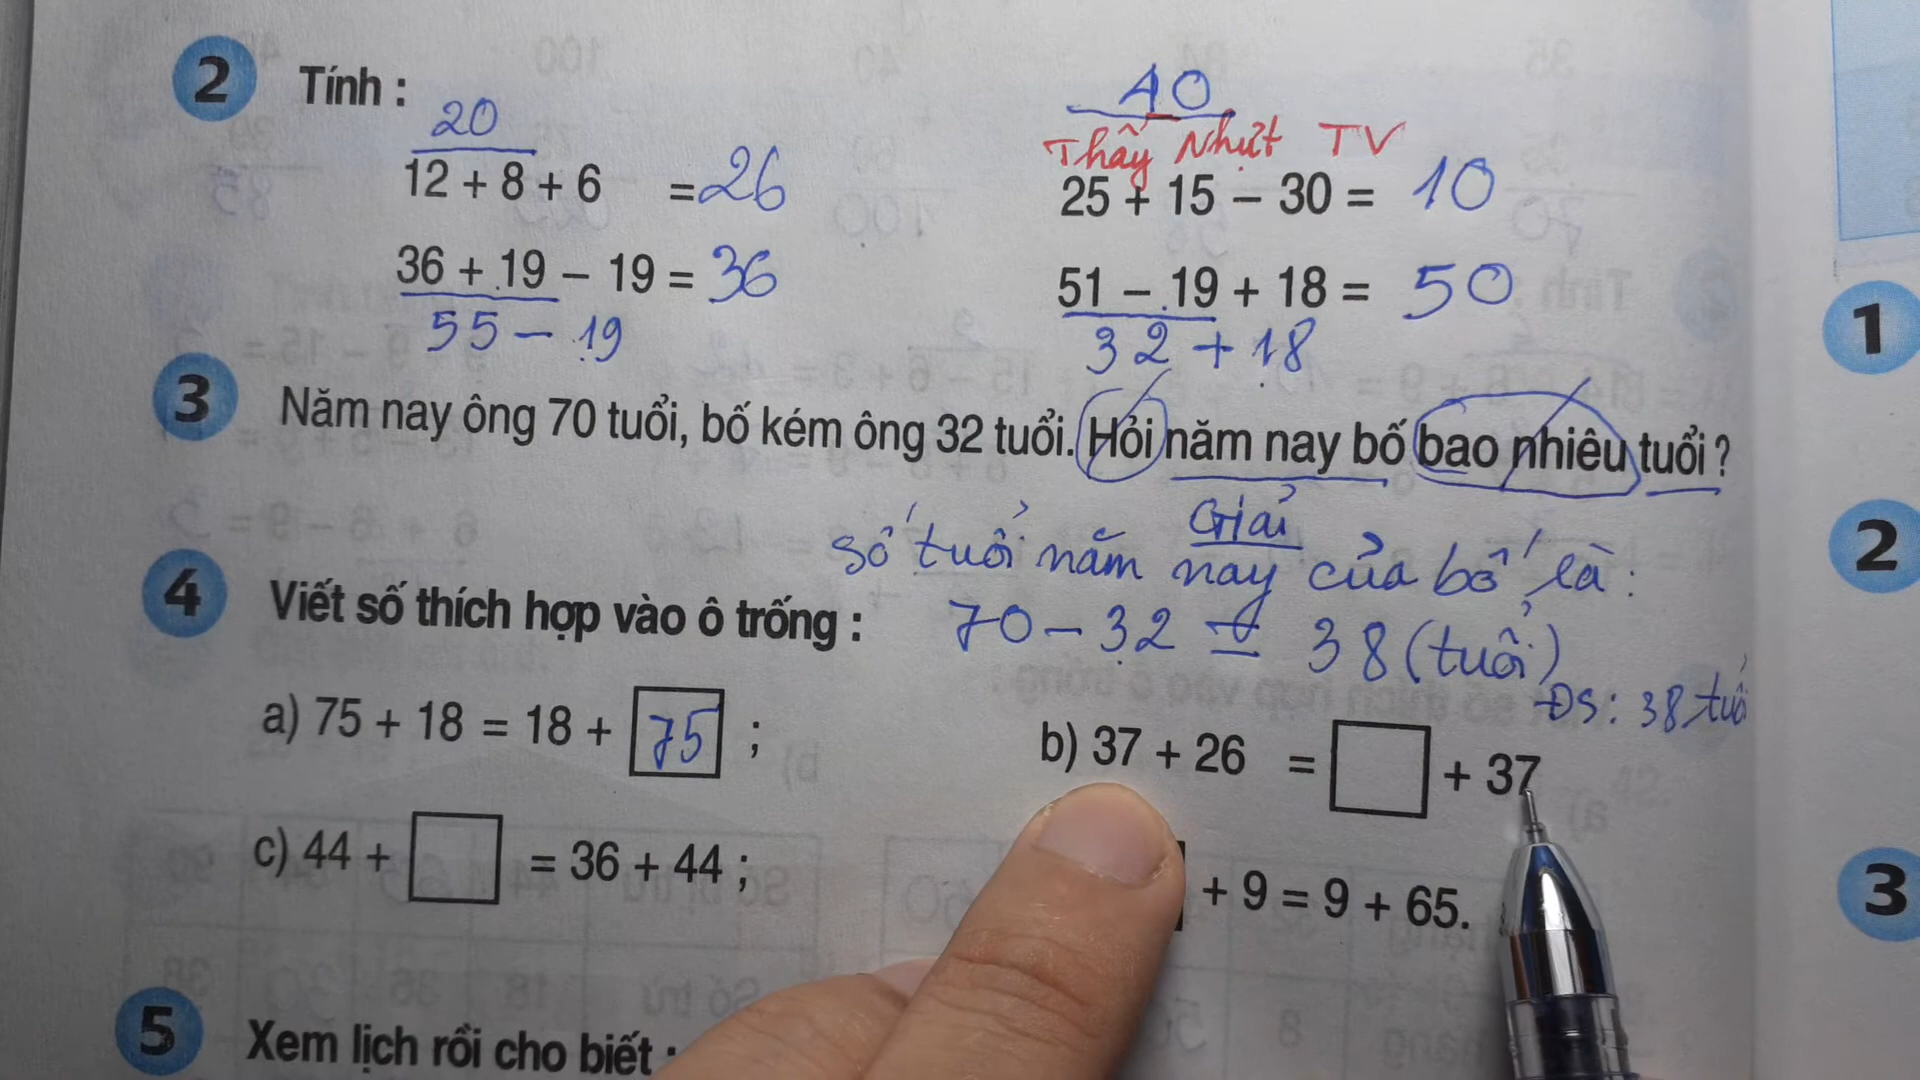 2 Tính :
20
12 + 8 + 6 = 26
40
Thầy Nhựt TV
25 + 15 − 30 = 10
36 + 19 − 19 = 36
55 − 19
51 − 19 + 18 = 50
32 + 18
3 Năm nay ông 70 tuổi, bố kém ông 32 tuổi. Hỏi năm nay bố bao nhiêu tuổi ?
Giải
Số tuổi năm nay của bố là :
70 − 32 = 38 (tuổi)
ĐS : 38 tuổi
4 Viết số thích hợp vào ô trống :
a) 75 + 18 = 18 + 75 ;
b) 37 + 26 = + 37
c) 44 + = 36 + 44 ;
+ 9 = 9 + 65.
5 Xem lịch rồi cho biết :
1
2
3